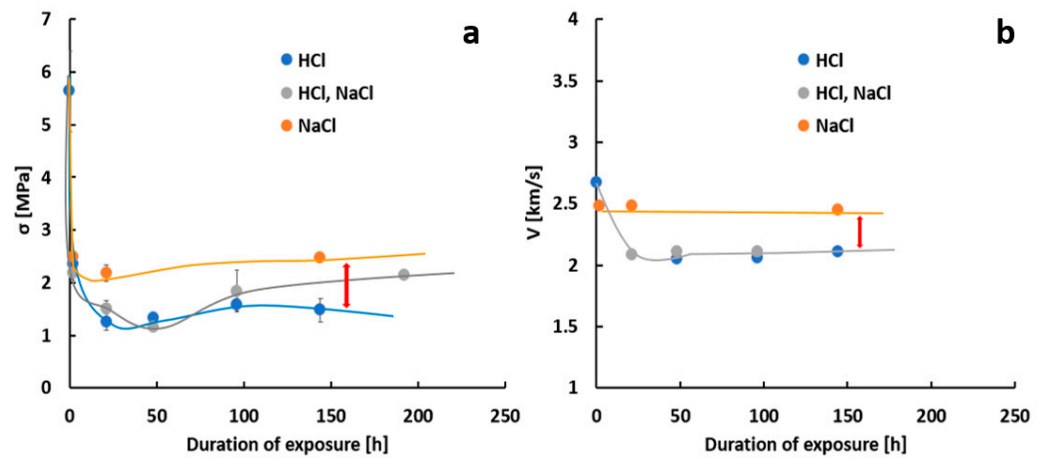 a
σ [MPa]
7
6
5
4
3
2
1
0
HCl
HCl, NaCl
NaCl
0 50 100 150 200 250
Duration of exposure [h]
b
V [km/s]
4
3.5
3
2.5
2
1.5
1
HCl
HCl, NaCl
NaCl
0 50 100 150 200 250
Duration of exposure [h]